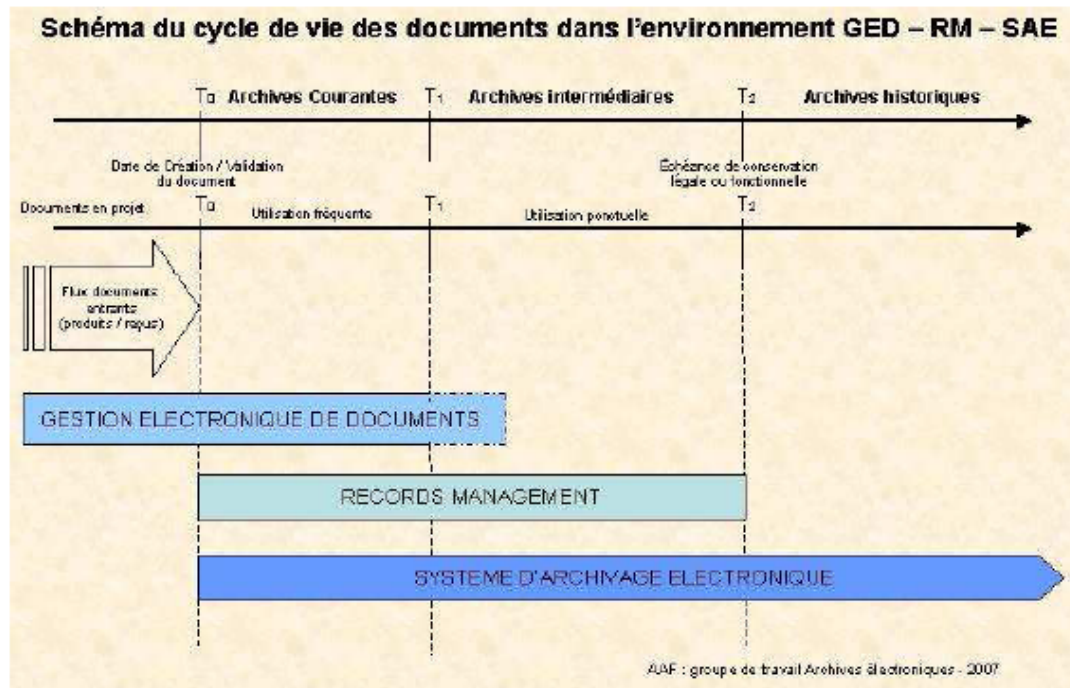 Schéma du cycle de vie des documents dans l'environnement GED – RM – SAE
T0 Archives Courantes T1 Archives intermédiaires T2 Archives historiques
Date de Création / Validation
du document
Échéance de conservation
légale ou fonctionnelle
Documents en projet T0 Utilisation fréquente T1 Utilisation ponctuelle T2
Flux documents
entrants
(produits / reçus)
GESTION ELECTRONIQUE DE DOCUMENTS
RECORDS MANAGEMENT
SYSTEME D'ARCHIVAGE ELECTRONIQUE
AAF : groupe de travail Archives électroniques - 2007